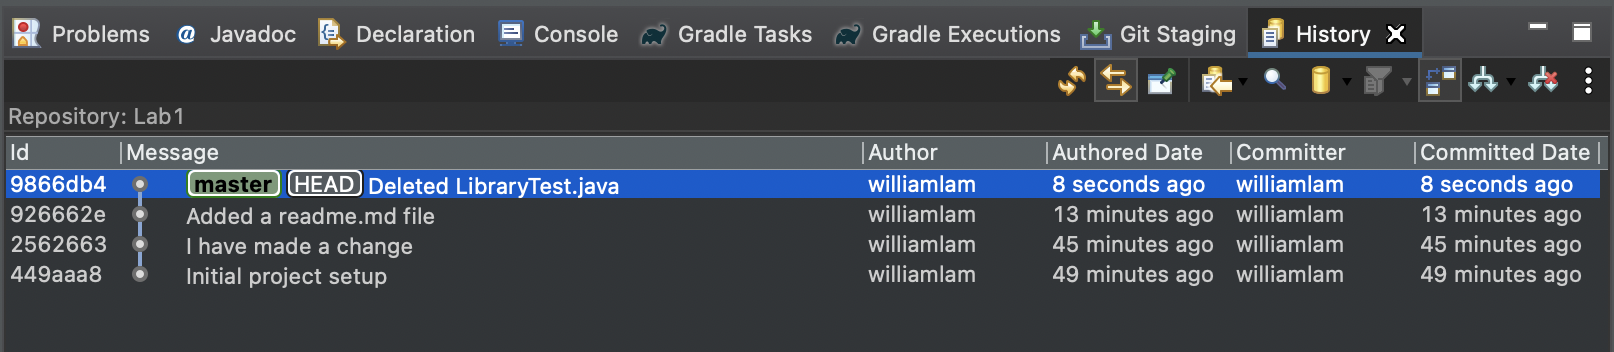 Problems @ Javadoc Declaration Console Gradle Tasks Gradle Executions Git Staging History
Repository: Lab1
Id Message Author Authored Date Committer Committed Date
9866db4 master HEAD Deleted LibraryTest.java williamlam 8 seconds ago williamlam 8 seconds ago
926662e Added a readme.md file williamlam 13 minutes ago williamlam 13 minutes ago
2562663 I have made a change williamlam 45 minutes ago williamlam 45 minutes ago
449aaa8 Initial project setup williamlam 49 minutes ago williamlam 49 minutes ago